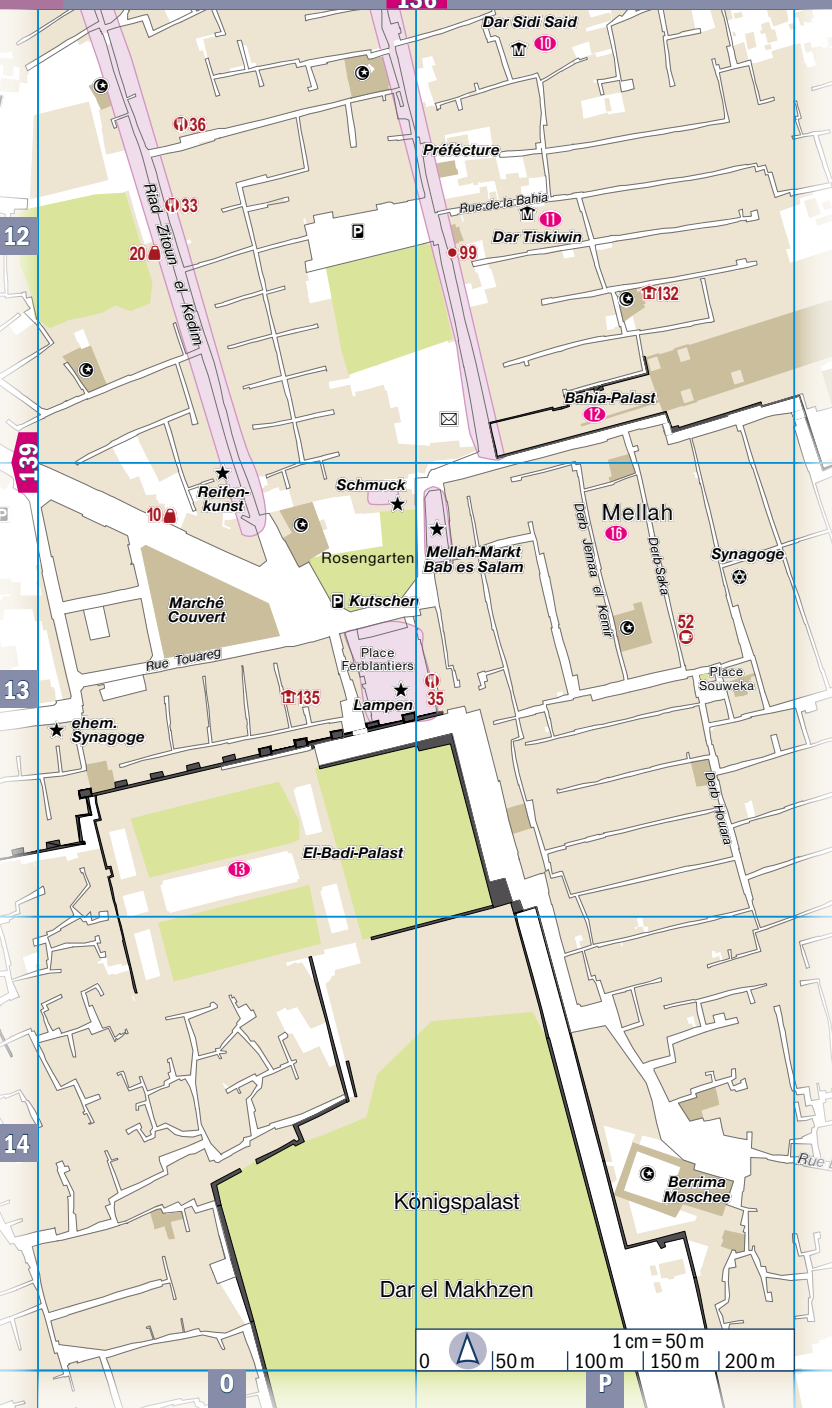 136
Dar Sidi Said
M
10
36
Préfécture
33
Riad Zitoun el Kedim
Rue de la Bahia
M
11
Dar Tiskiwin
12
P
20
99
H
132
Bahia-Palast
12
139
Reifen-
kunst
Schmuck
10
Mellah
16
P
Rosengarten
Mellah-Markt
Bab es Salam
Derb Jemaa el Kemir
Derb Saka
Synagoge
Marché
Couvert
P
Kutschen
52
Rue Touareg
Place
Ferblantiers
13
H
135
Lampen
35
Place
Souweka
ehem.
Synagoge
Derb Houara
El-Badi-Palast
13
14
Rue
Berrima
Moschee
Königspalast
Dar el Makhzen
1 cm = 50 m
0
50 m
100 m
150 m
200 m
O
P